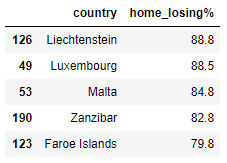 country home_losing%
126 Liechtenstein 88.8
49 Luxembourg 88.5
53 Malta 84.8
190 Zanzibar 82.8
123 Faroe Islands 79.8